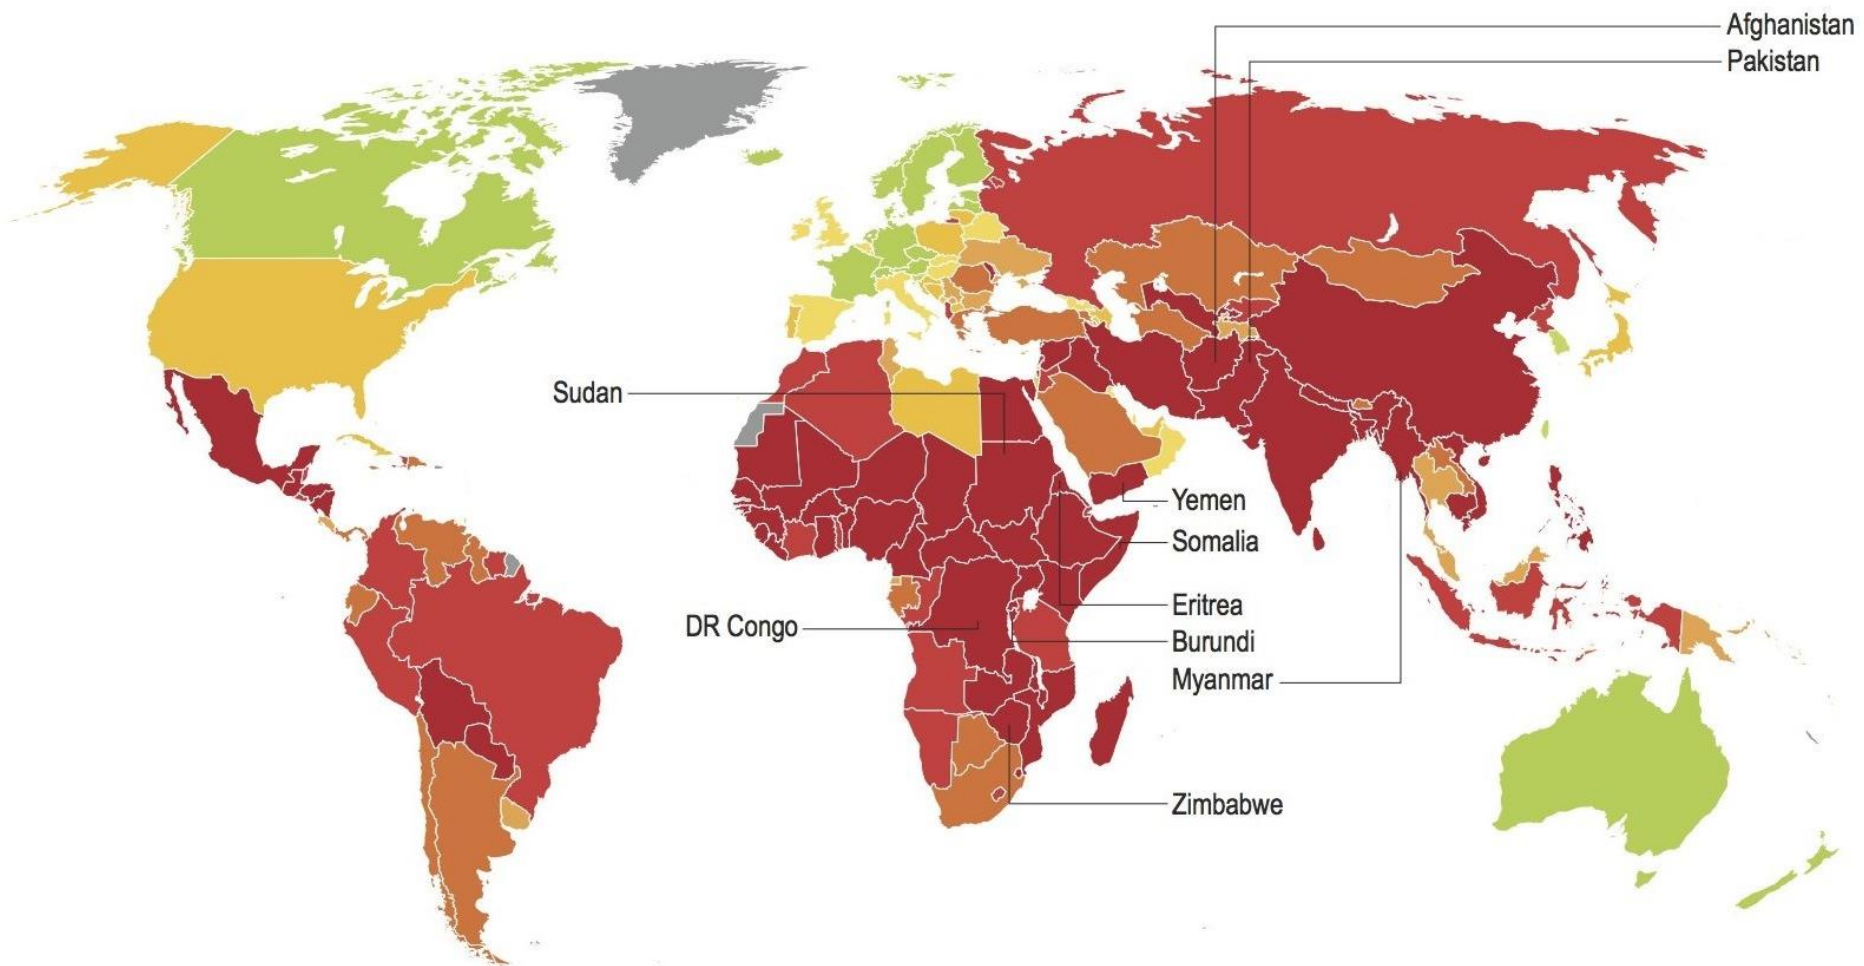 Afghanistan
Pakistan
Sudan
Yemen
Somalia
Eritrea
DR Congo
Burundi
Myanmar
Zimbabwe